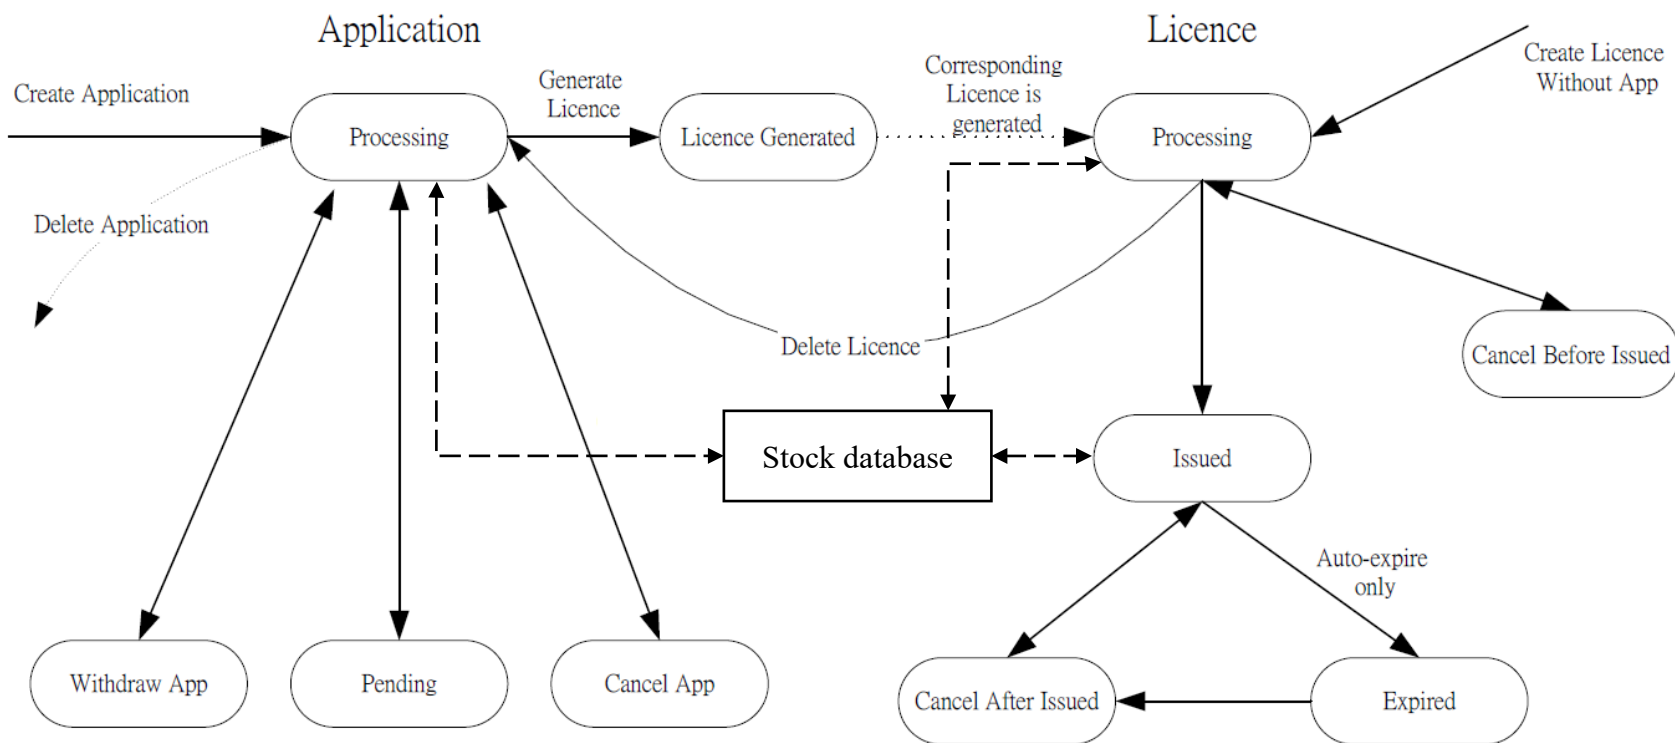 Application
Licence
Create Application
Generate
Licence
Corresponding
Licence is
generated
Create Licence
Without App
Processing
Licence Generated
Processing
Delete Application
Delete Licence
Cancel Before Issued
Stock database
Issued
Auto-expire
only
Withdraw App
Pending
Cancel App
Cancel After Issued
Expired